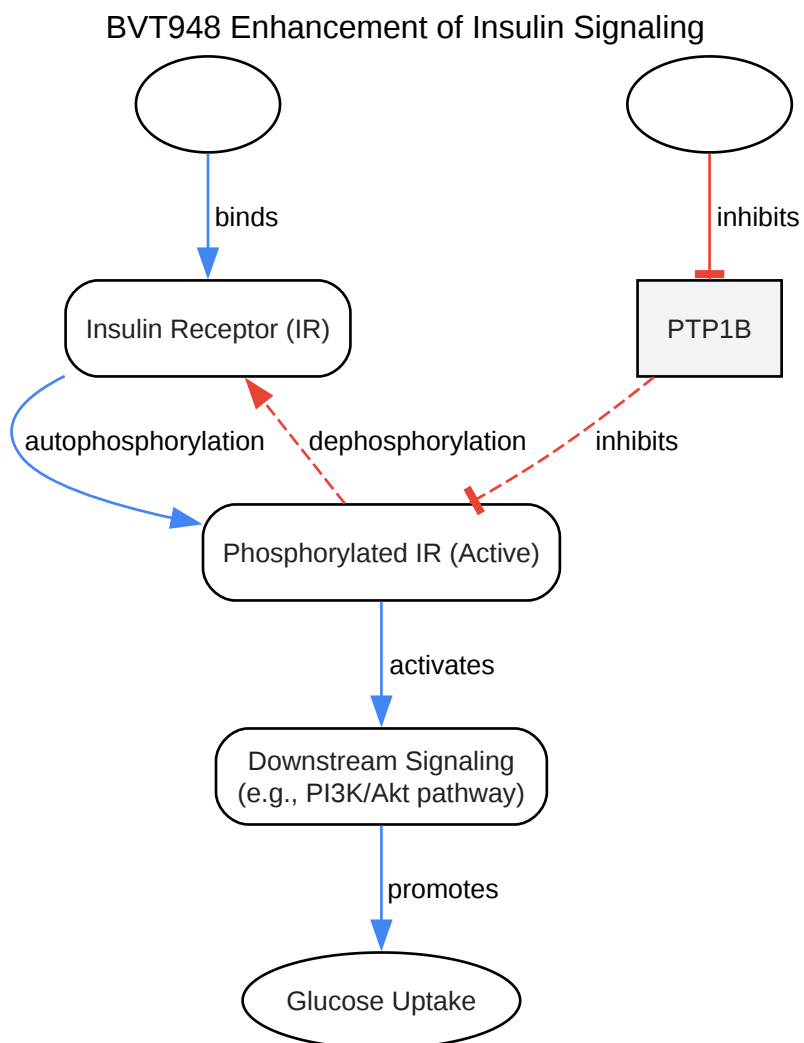 BVT948 Enhancement of Insulin Signaling
binds
inhibits
Insulin Receptor (IR)
PTP1B
autophosphorylation
dephosphorylation
inhibits
Phosphorylated IR (Active)
activates
Downstream Signaling
(e.g., PI3K/Akt pathway)
promotes
Glucose Uptake